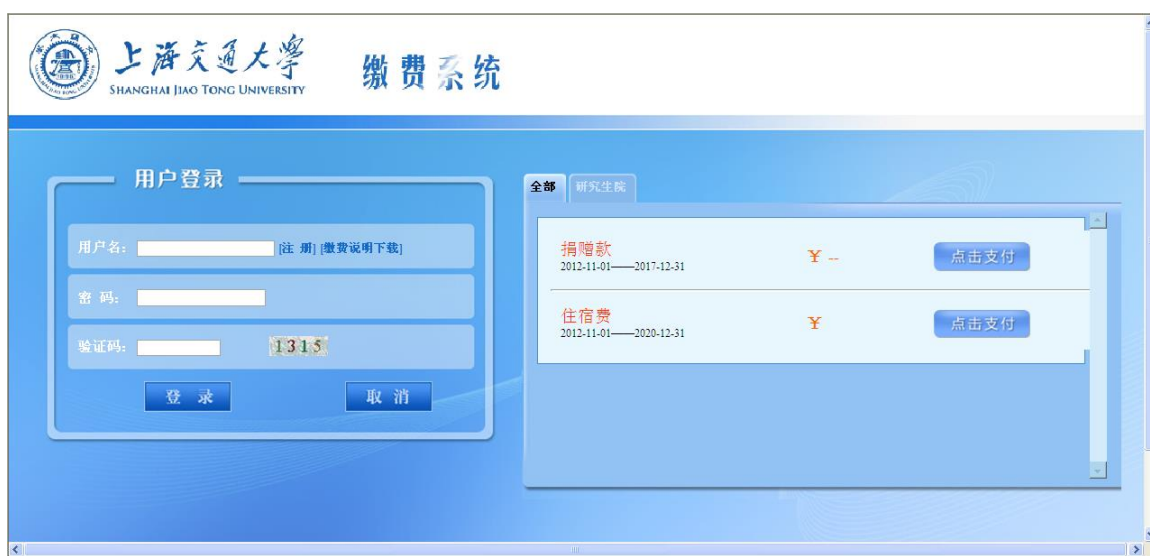 上海交通大學
SHANGHAI JIAO TONG UNIVERSITY
缴费系统
用户登录
用户名: [注 册] [缴费说明下载]
密 码:
验证码: 1315
登 录 取 消
全部 研究生院
捐赠款
2012-11-01——2017-12-31
¥ --
点击支付
住宿费
2012-11-01——2020-12-31
¥
点击支付